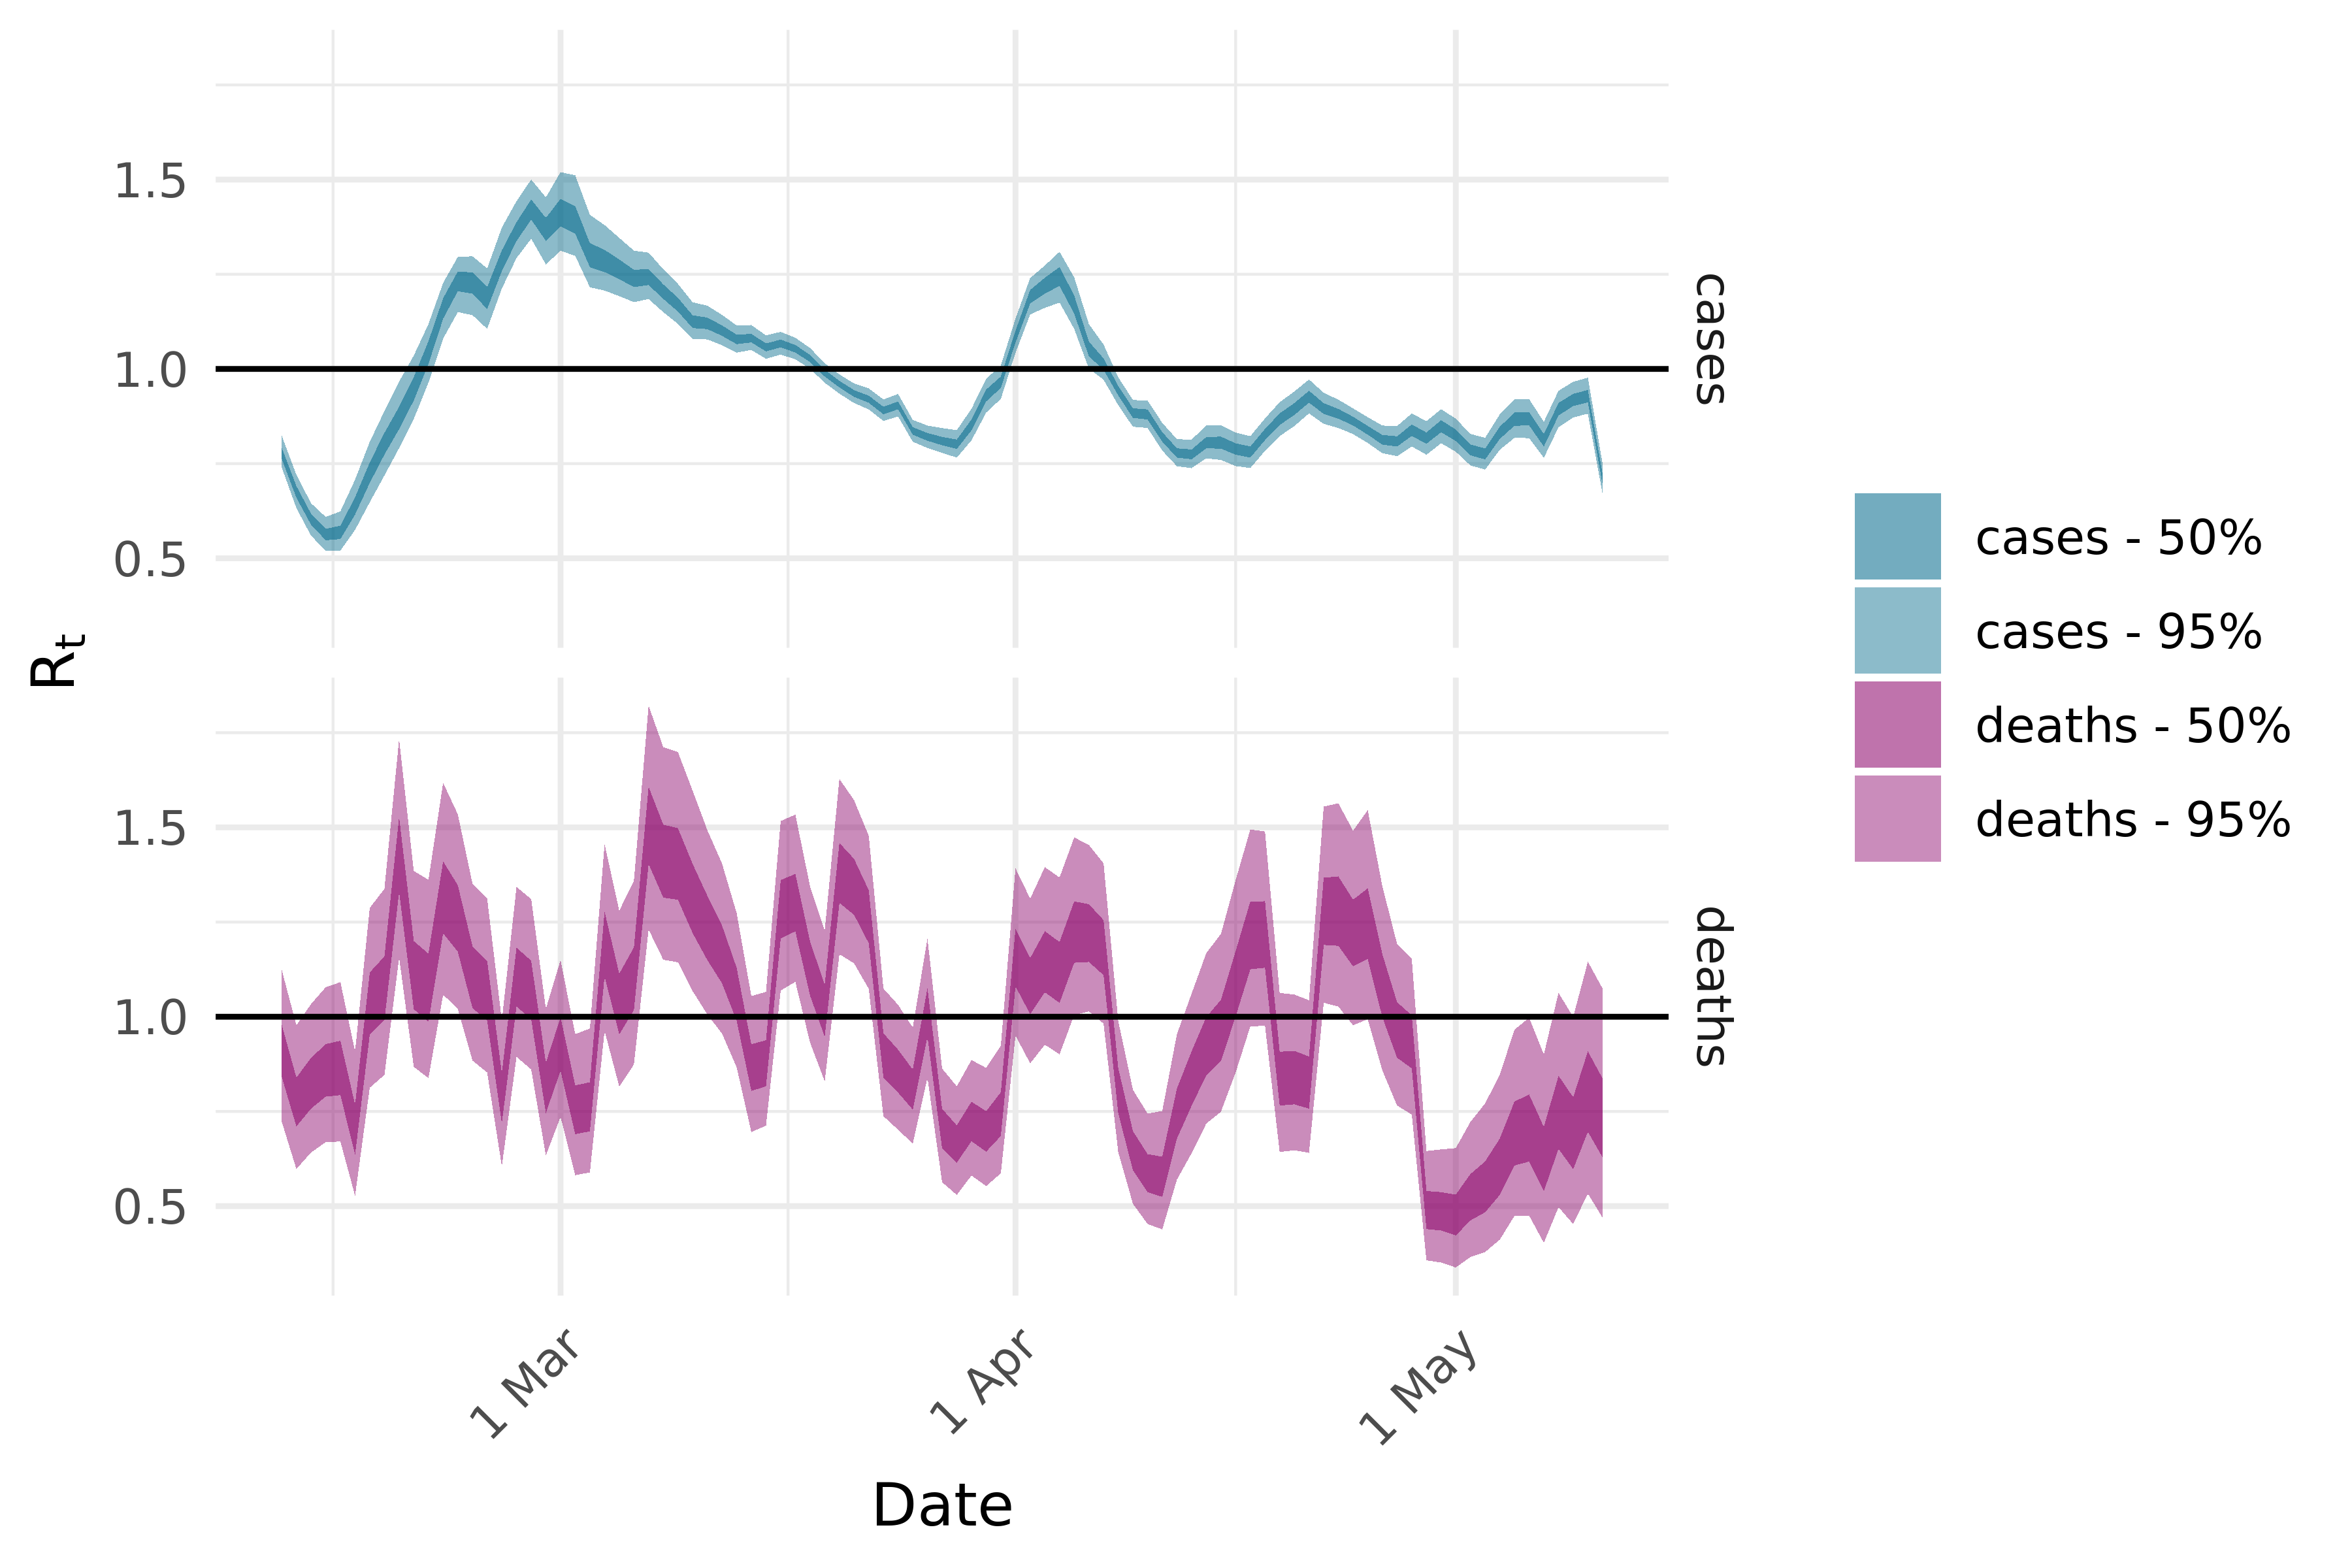 1.5
1.0
0.5
cases
1.5
1.0
0.5
deaths
R_t
1 Mar
1 Apr
1 May
Date
cases - 50%
cases - 95%
deaths - 50%
deaths - 95%